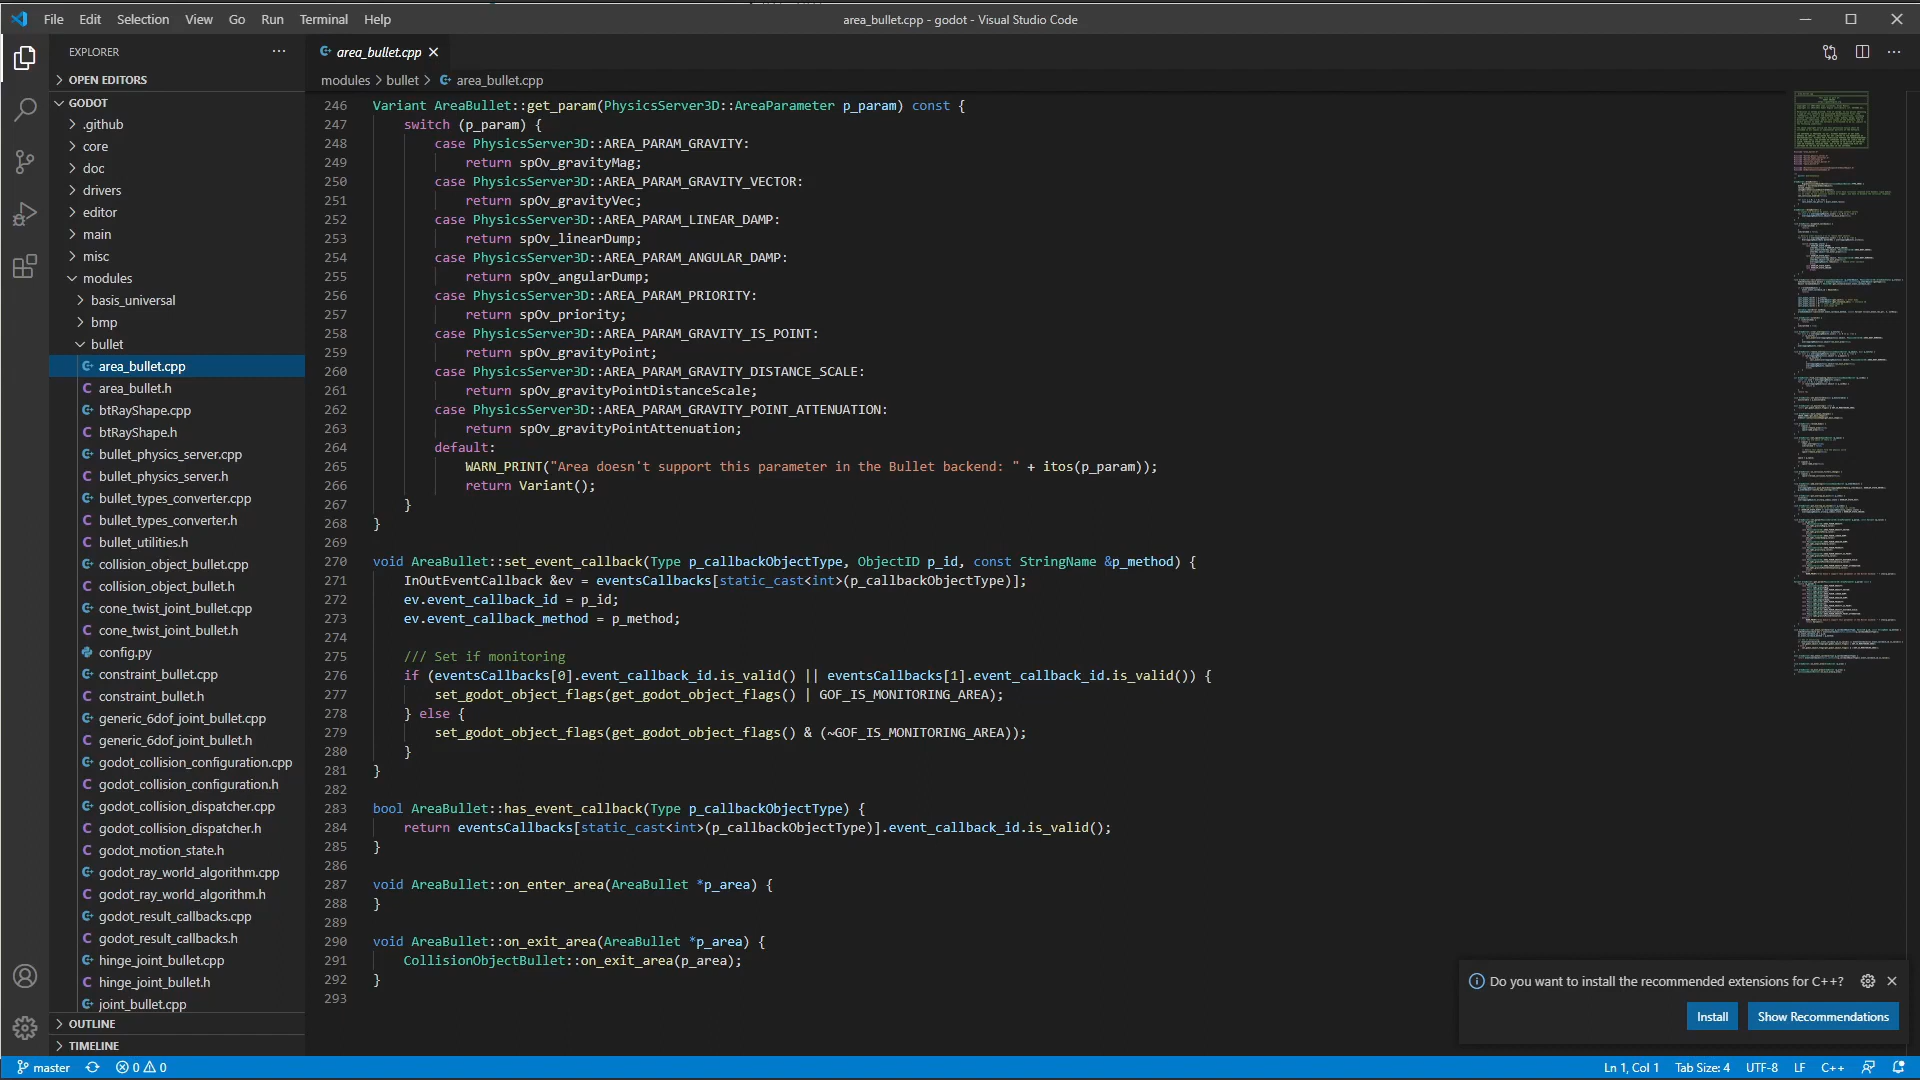 File Edit Selection View Go Run Terminal Help
area_bullet.cpp - godot - Visual Studio Code
EXPLORER
OPEN EDITORS
GODOT
.github
core
doc
drivers
editor
main
misc
modules
basis_universal
bmp
bullet
area_bullet.cpp
area_bullet.h
btRayShape.cpp
btRayShape.h
bullet_physics_server.cpp
bullet_physics_server.h
bullet_types_converter.cpp
bullet_types_converter.h
bullet_utilities.h
collision_object_bullet.cpp
collision_object_bullet.h
cone_twist_joint_bullet.cpp
cone_twist_joint_bullet.h
config.py
constraint_bullet.cpp
constraint_bullet.h
generic_6dof_joint_bullet.cpp
generic_6dof_joint_bullet.h
godot_collision_configuration.cpp
godot_collision_configuration.h
godot_collision_dispatcher.cpp
godot_collision_dispatcher.h
godot_motion_state.h
godot_ray_world_algorithm.cpp
godot_ray_world_algorithm.h
godot_result_callbacks.cpp
godot_result_callbacks.h
hinge_joint_bullet.cpp
hinge_joint_bullet.h
joint_bullet.cpp
OUTLINE
TIMELINE
area_bullet.cpp
modules > bullet > area_bullet.cpp
246 Variant AreaBullet::get_param(PhysicsServer3D::AreaParameter p_param) const {
247 switch (p_param) {
248 case PhysicsServer3D::AREA_PARAM_GRAVITY:
249 return spOv_gravityMag;
250 case PhysicsServer3D::AREA_PARAM_GRAVITY_VECTOR:
251 return spOv_gravityVec;
252 case PhysicsServer3D::AREA_PARAM_LINEAR_DAMP:
253 return spOv_linearDump;
254 case PhysicsServer3D::AREA_PARAM_ANGULAR_DAMP:
255 return spOv_angularDump;
256 case PhysicsServer3D::AREA_PARAM_PRIORITY:
257 return spOv_priority;
258 case PhysicsServer3D::AREA_PARAM_GRAVITY_IS_POINT:
259 return spOv_gravityPoint;
260 case PhysicsServer3D::AREA_PARAM_GRAVITY_DISTANCE_SCALE:
261 return spOv_gravityPointDistanceScale;
262 case PhysicsServer3D::AREA_PARAM_GRAVITY_POINT_ATTENUATION:
263 return spOv_gravityPointAttenuation;
264 default:
265 WARN_PRINT("Area doesn't support this parameter in the Bullet backend: " + itos(p_param));
266 return Variant();
267 }
268 }
269
270 void AreaBullet::set_event_callback(Type p_callbackObjectType, ObjectID p_id, const StringName &p_method) {
271 InOutEventCallback &ev = eventsCallbacks[static_cast<int>(p_callbackObjectType)];
272 ev.event_callback_id = p_id;
273 ev.event_callback_method = p_method;
274
275 /// Set if monitoring
276 if (eventsCallbacks[0].event_callback_id.is_valid() || eventsCallbacks[1].event_callback_id.is_valid()) {
277 set_godot_object_flags(get_godot_object_flags() | GOF_IS_MONITORING_AREA);
278 } else {
279 set_godot_object_flags(get_godot_object_flags() & (~GOF_IS_MONITORING_AREA));
280 }
281 }
282
283 bool AreaBullet::has_event_callback(Type p_callbackObjectType) {
284 return eventsCallbacks[static_cast<int>(p_callbackObjectType)].event_callback_id.is_valid();
285 }
286
287 void AreaBullet::on_enter_area(AreaBullet *p_area) {
288 }
289
290 void AreaBullet::on_exit_area(AreaBullet *p_area) {
291 CollisionObjectBullet::on_exit_area(p_area);
292 }
293
Do you want to install the recommended extensions for C++?
Install Show Recommendations
master 0 0 Ln 1, Col 1 Tab Size: 4 UTF-8 LF C++